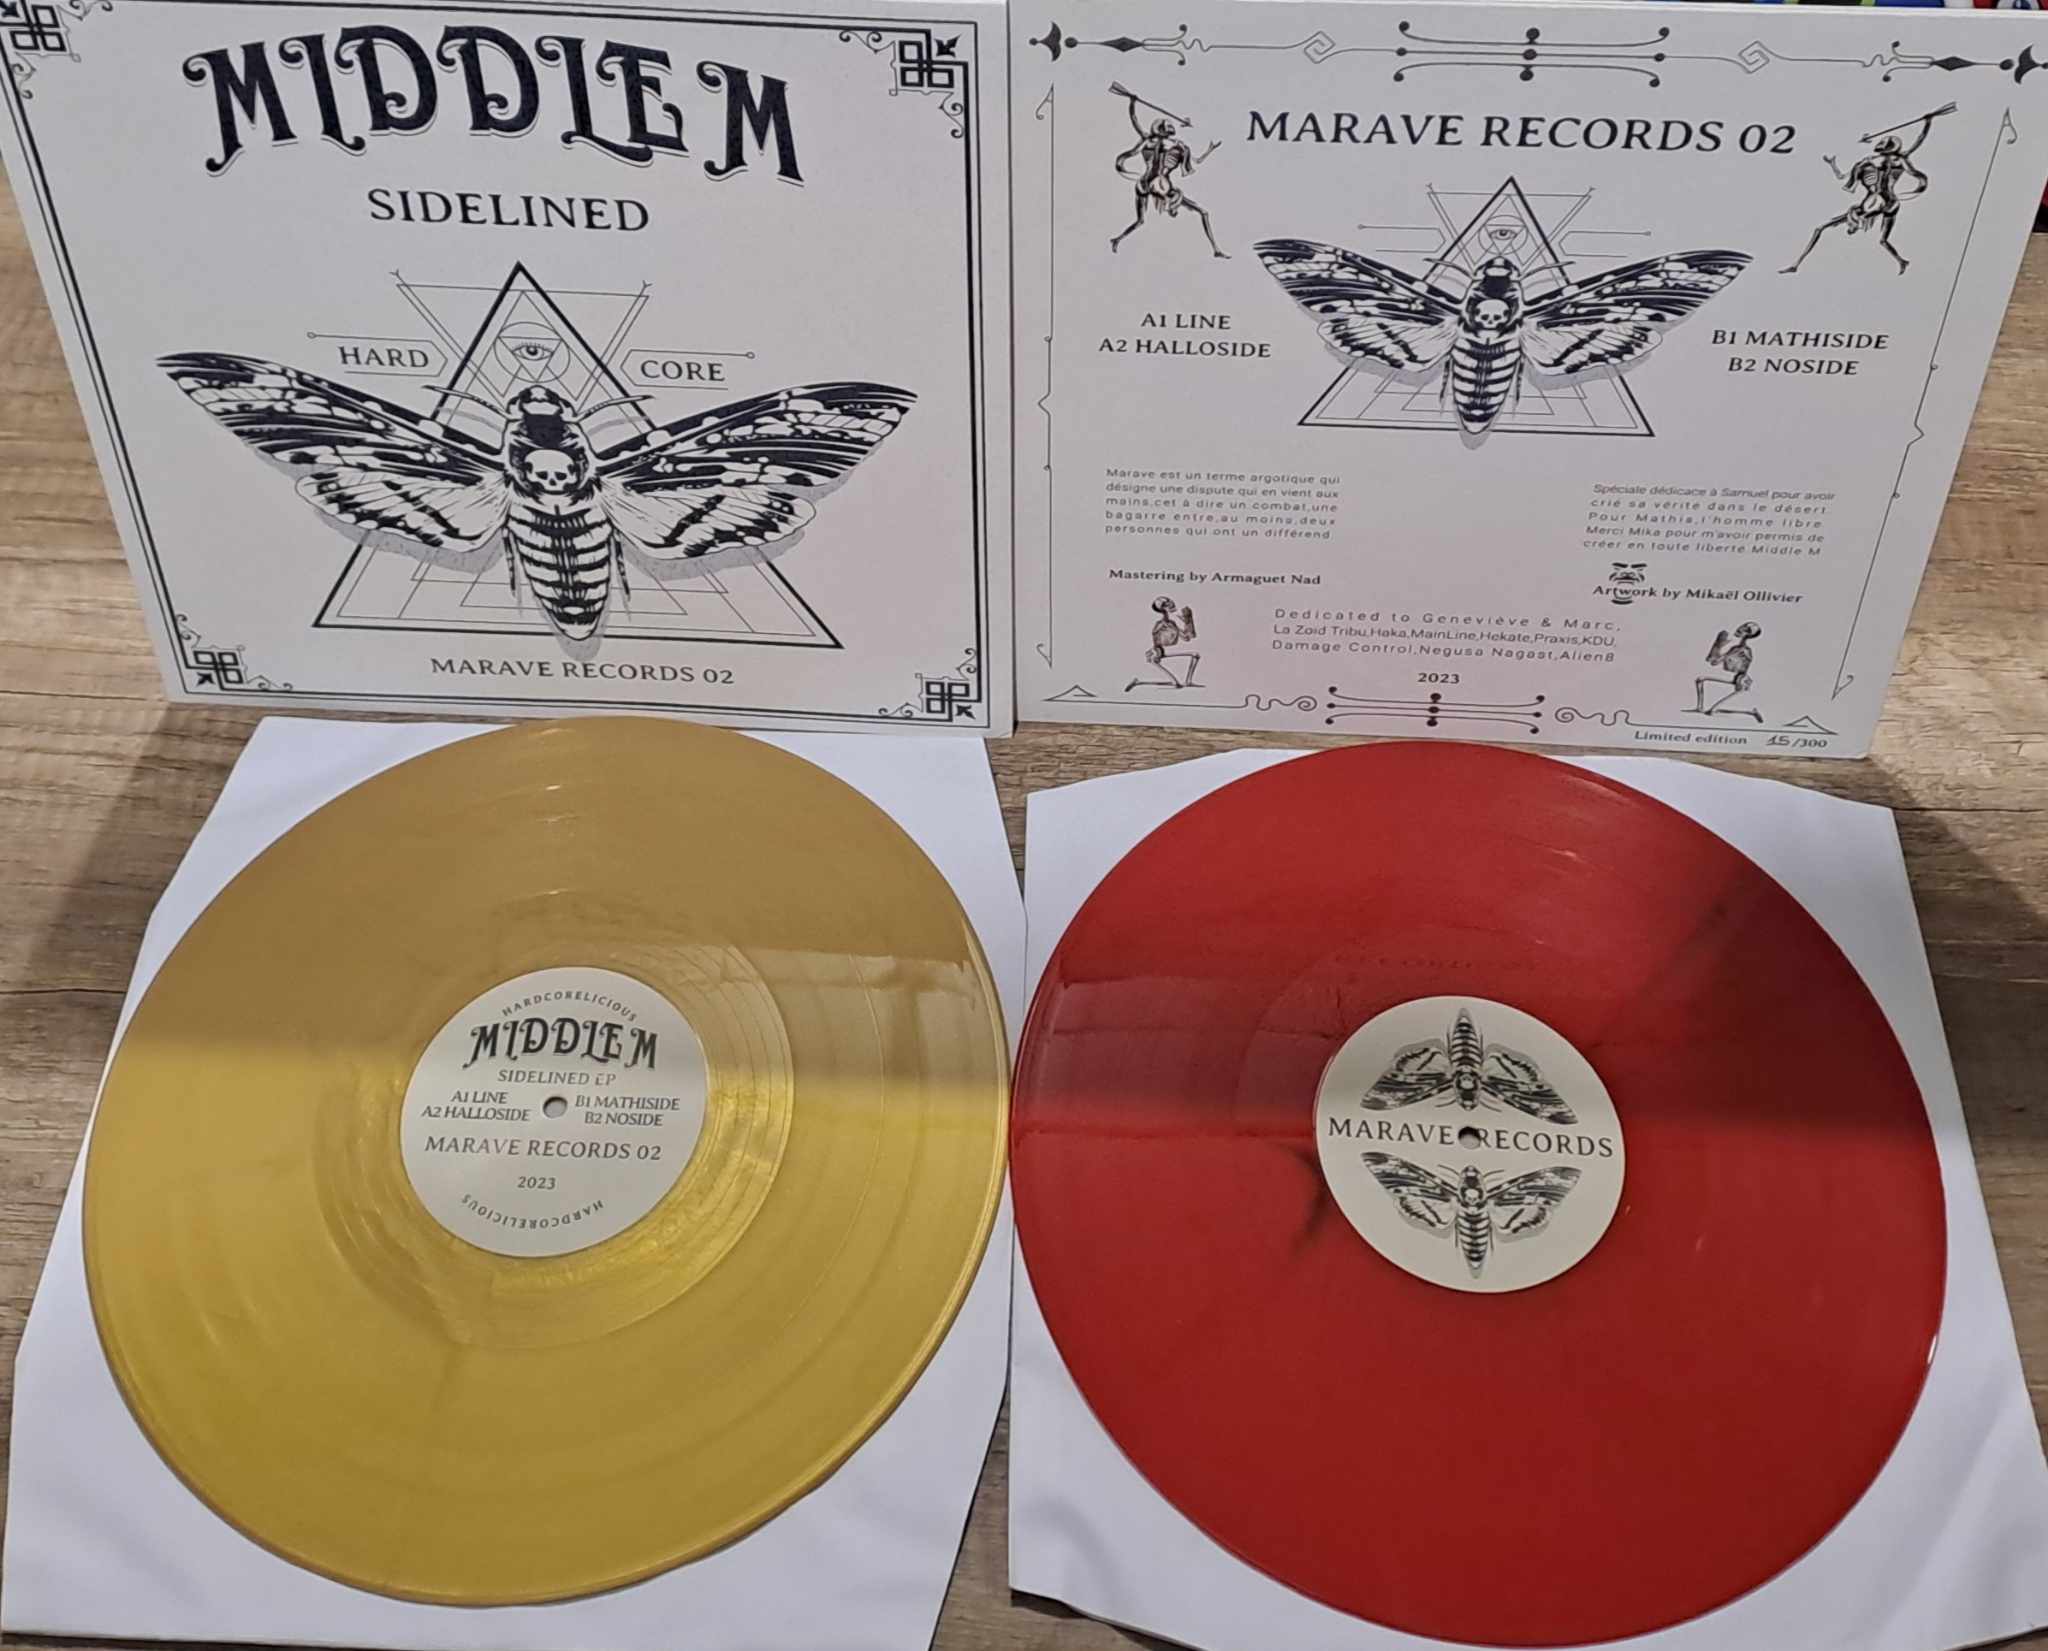 MIDDLE M
SIDELINED
HARD
CORE
MARAVE RECORDS 02
MARAVE RECORDS 02
A1 LINE
A2 HALLOSIDE
B1 MATHISIDE
B2 NOSIDE
Marave est un terme argotique qui
désigne une dispute qui en vient aux
mains,cet à dire un combat,une
bagarre entre,au moins,deux
personnes qui ont un différend
Spéciale dédicace à Samuel pour avoir
crié sa vérité dans le désert
Pour Mathis,l'homme libre
Merci Mika pour m'avoir permis de
créer en toute liberté Middle M
Mastering by Armaguet Nad
Artwork by Mikaël Ollivier
Dedicated to Geneviève & Marc,
La Zoid Tribu,Haka,MainLine,Hekate,Praxis,KDU,
Damage Control,Negusa Nagast,Alien8
2023
Limited edition 15/300
HARDCORELICIOUS
MIDDLE M
SIDELINED EP
A1 LINE
A2 HALLOSIDE
B1 MATHISIDE
B2 NOSIDE
MARAVE RECORDS 02
2023
HARDCORELICIOUS
MARAVE RECORDS